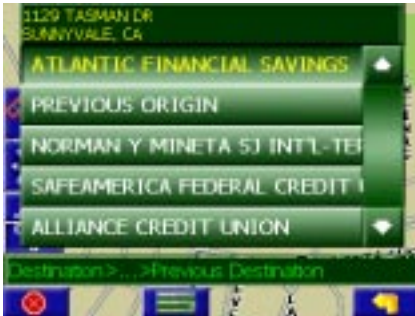 1129 TASMAN DR
SUNNYVALE, CA
ATLANTIC FINANCIAL SAVINGS
PREVIOUS ORIGIN
NORMAN Y MINETA SJ INT'L-TER
SAFEAMERICA FEDERAL CREDIT U
ALLIANCE CREDIT UNION
Destination>...>Previous Destination